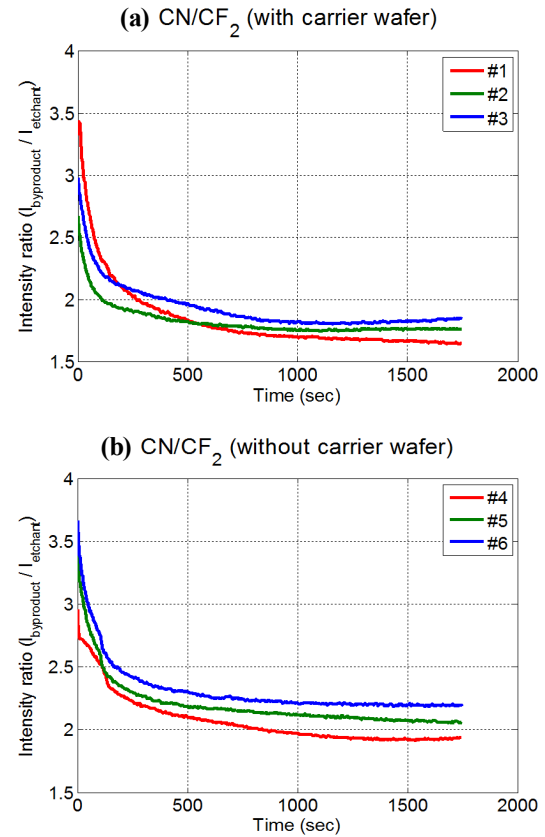 (a) CN/CF2 (with carrier wafer)
4
3.5
3
2.5
2
1.5
Intensity ratio (Ibyproduct / Ietchart)
#1
#2
#3
0 500 1000 1500 2000
Time (sec)
(b) CN/CF2 (without carrier wafer)
4
3.5
3
2.5
2
1.5
Intensity ratio (Ibyproduct / Ietchart)
#4
#5
#6
0 500 1000 1500 2000
Time (sec)